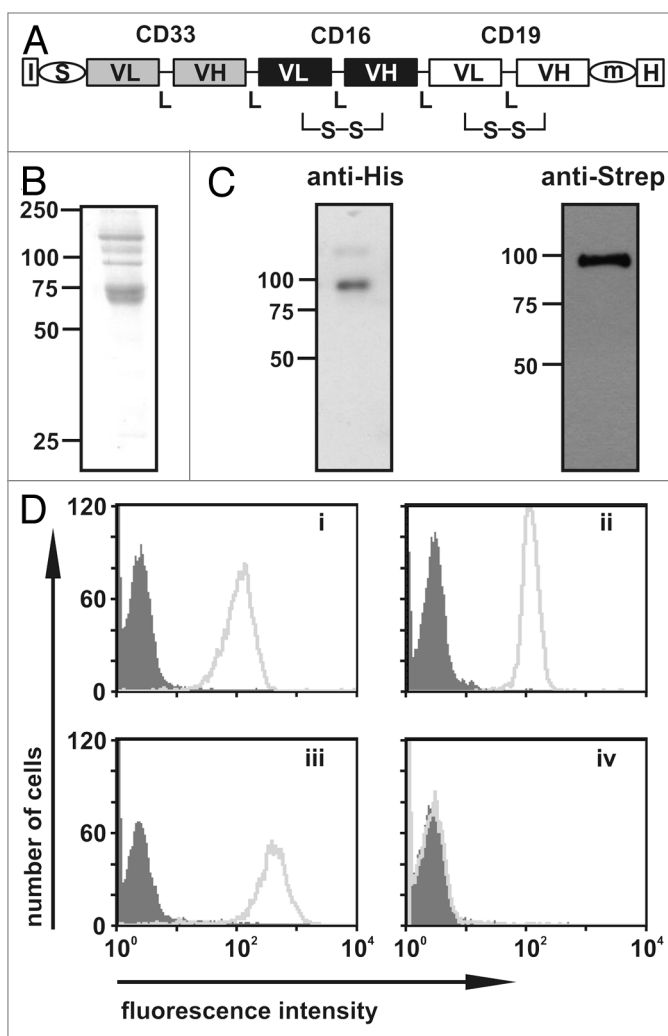 A
CD33 CD16 CD19
I S VL VH VL VH VL VH m H
L L L L L
S S S S
B
250
100
75
50
25
C
anti-His
100
75
50
anti-Strep
100
75
50
D
number of cells
120
60
0
i
ii
120
60
0
iii
iv
10⁰ 10² 10⁴ 10⁰ 10² 10⁴
fluorescence intensity